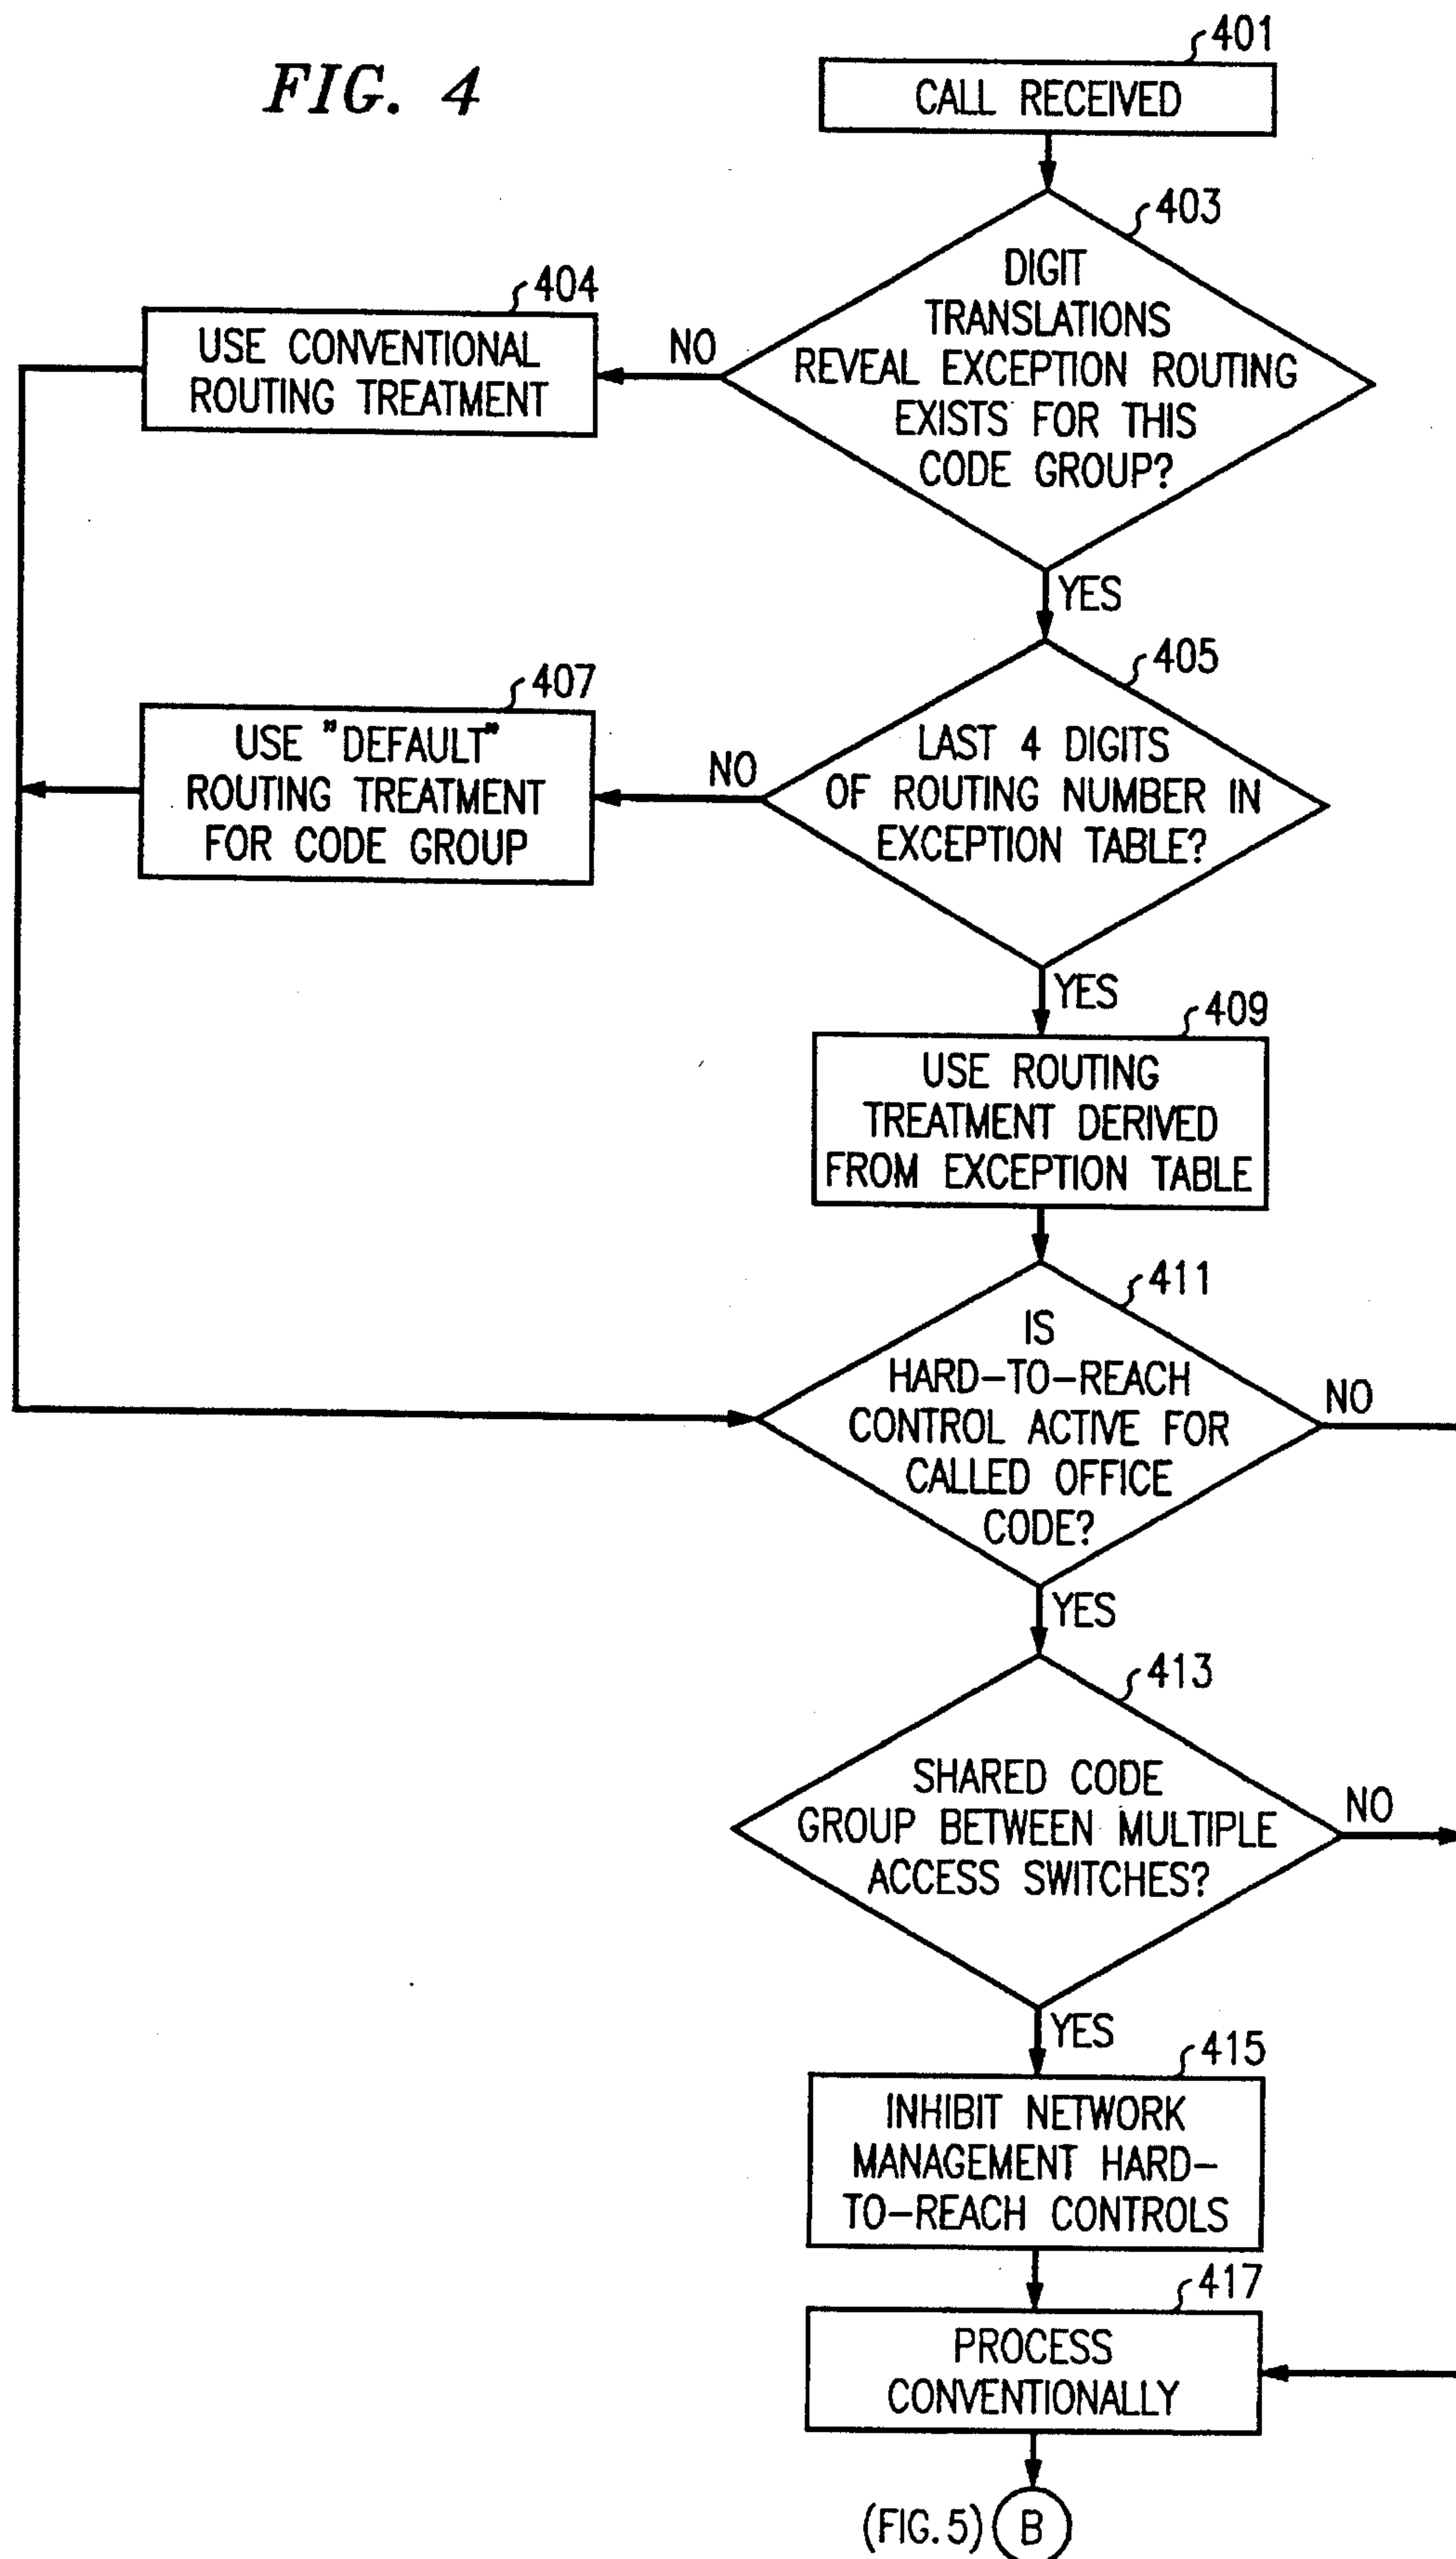 FIG. 4
401
CALL RECEIVED
403
DIGIT
TRANSLATIONS
REVEAL EXCEPTION ROUTING
EXISTS FOR THIS
CODE GROUP?
NO
404
USE CONVENTIONAL
ROUTING TREATMENT
YES
405
LAST 4 DIGITS
OF ROUTING NUMBER IN
EXCEPTION TABLE?
NO
407
USE "DEFAULT"
ROUTING TREATMENT
FOR CODE GROUP
YES
409
USE ROUTING
TREATMENT DERIVED
FROM EXCEPTION TABLE
411
IS
HARD-TO-REACH
CONTROL ACTIVE FOR
CALLED OFFICE
CODE?
NO
YES
413
SHARED CODE
GROUP BETWEEN MULTIPLE
ACCESS SWITCHES?
NO
YES
415
INHIBIT NETWORK
MANAGEMENT HARD-
TO-REACH CONTROLS
417
PROCESS
CONVENTIONALLY
(FIG. 5) B